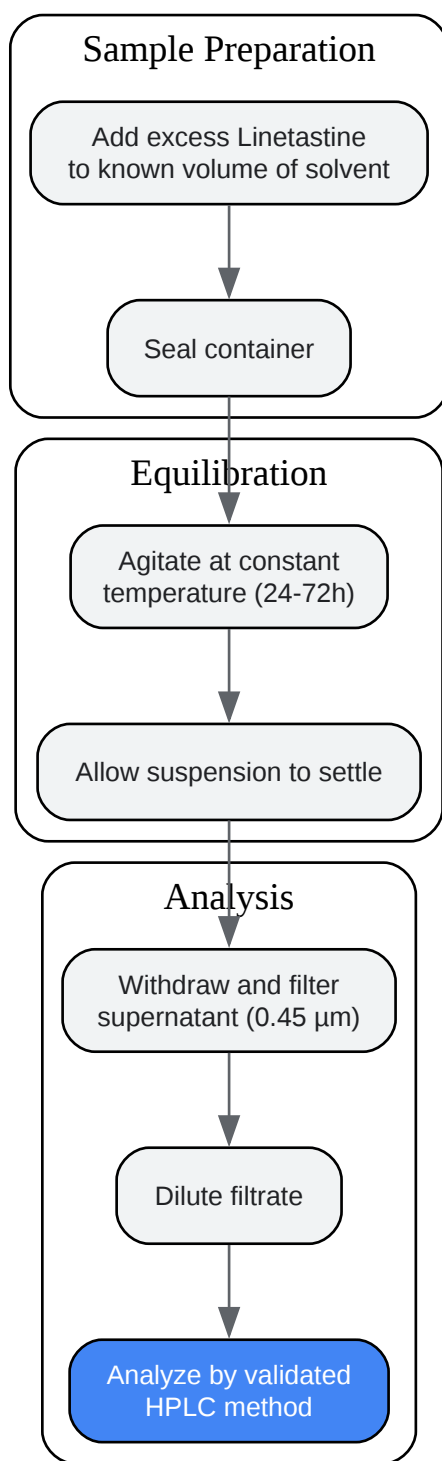 Sample Preparation
Add excess Linetastine
to known volume of solvent
Seal container
Equilibration
Agitate at constant
temperature (24-72h)
Allow suspension to settle
Analysis
Withdraw and filter
supernatant (0.45 µm)
Dilute filtrate
Analyze by validated
HPLC method